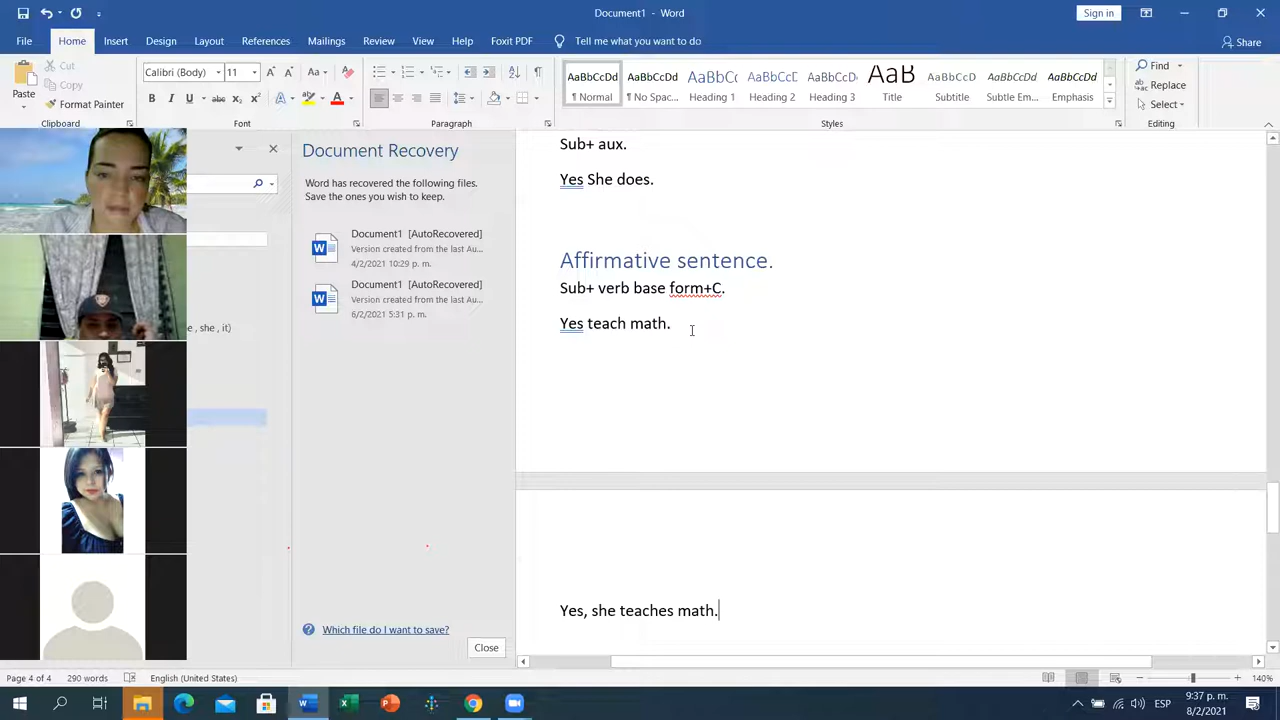 Document1 - Word
Sign in
File Home Insert Design Layout References Mailings Review View Help Foxit PDF Tell me what you want to do Share
Paste
Cut
Copy
Format Painter
Clipboard
Calibri (Body) 11
Font
Paragraph
AaBbCcDd ¶ Normal
AaBbCcDd ¶ No Spac...
AaBbC Heading 1
AaBbCcD Heading 2
AaBbCcD Heading 3
AaB Title
AaBbCcD Subtitle
AaBbCcDd Subtle Em...
AaBbCcDd Emphasis
Styles
Find
Replace
Select
Editing
e , she , it)
Document Recovery
Word has recovered the following files.
Save the ones you wish to keep.
Document1 [AutoRecovered]
Version created from the last Au...
4/2/2021 10:29 p. m.
Document1 [AutoRecovered]
Version created from the last Au...
6/2/2021 5:31 p. m.
Which file do I want to save?
Close
Sub+ aux.
Yes She does.
Affirmative sentence.
Sub+ verb base form+C.
Yes teach math.
Yes, she teaches math.
Page 4 of 4 290 words English (United States) 140%
ESP
9:37 p. m.
8/2/2021